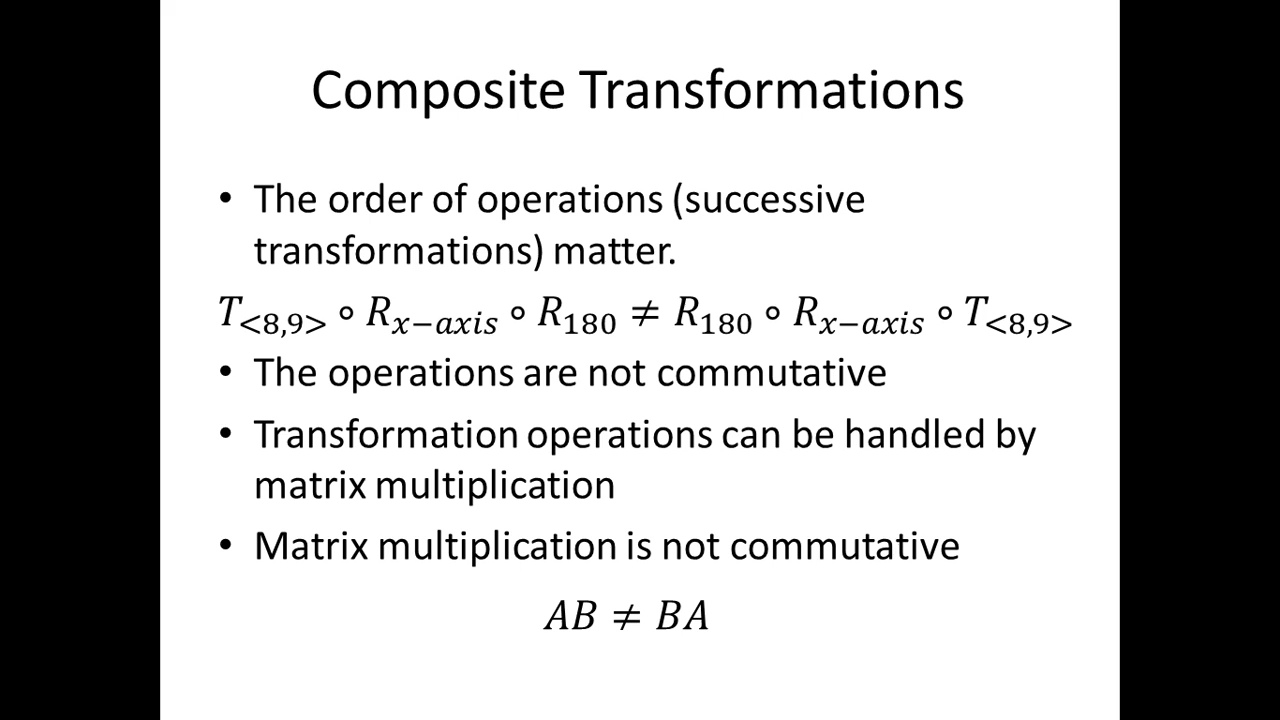 Composite Transformations
• The order of operations (successive
transformations) matter.
T<8,9> ∘ Rx−axis ∘ R180 ≠ R180 ∘ Rx−axis ∘ T<8,9>
• The operations are not commutative
• Transformation operations can be handled by
matrix multiplication
• Matrix multiplication is not commutative
AB ≠ BA